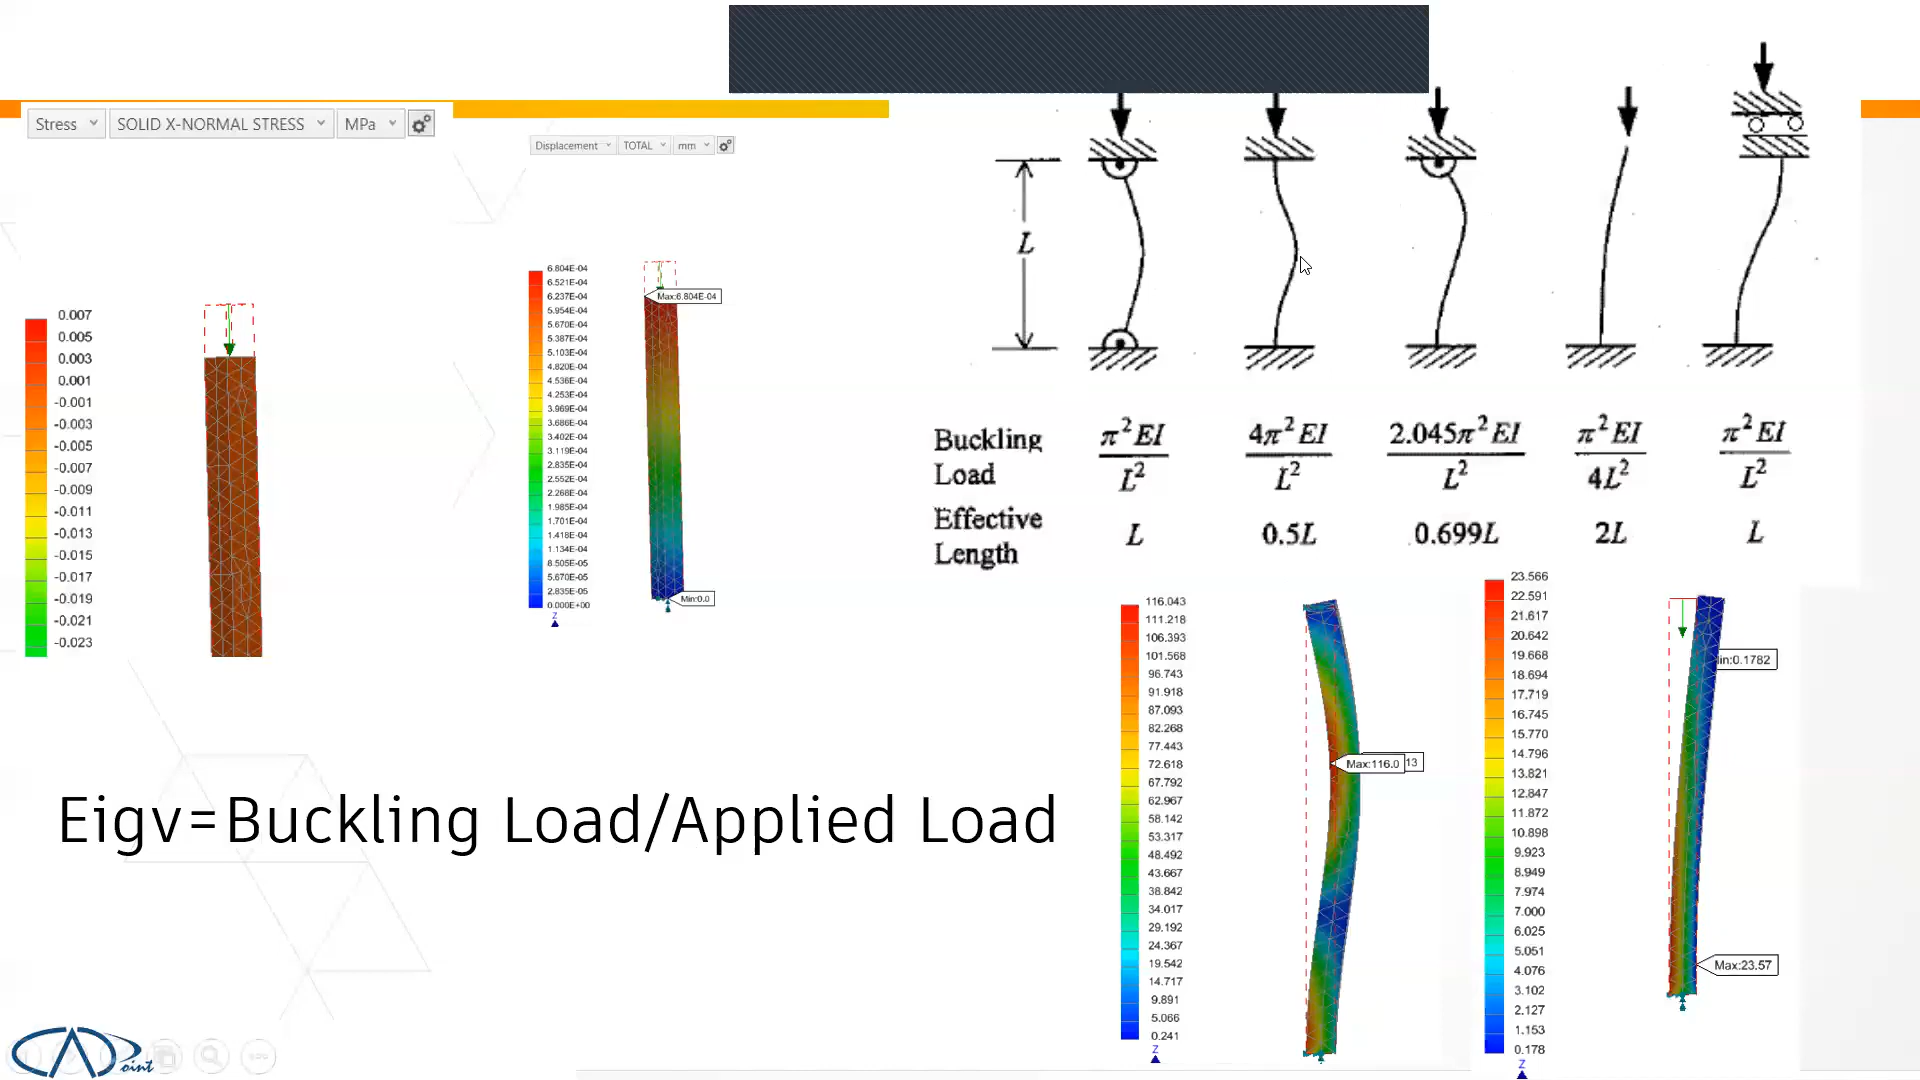 Stress SOLID X-NORMAL STRESS MPa
0.007
0.005
0.003
0.001
-0.001
-0.003
-0.005
-0.007
-0.009
-0.011
-0.013
-0.015
-0.017
-0.019
-0.021
-0.023
Displacement TOTAL mm
6.804E-04
6.521E-04
6.237E-04
5.954E-04
5.670E-04
5.387E-04
5.103E-04
4.820E-04
4.536E-04
4.253E-04
3.969E-04
3.686E-04
3.402E-04
3.119E-04
2.835E-04
2.552E-04
2.268E-04
1.985E-04
1.701E-04
1.418E-04
1.134E-04
8.505E-05
5.670E-05
2.835E-05
0.000E+00
Z
Max:6.804E-04
Min:0.0
L
Buckling Load π²EI/L² 4π²EI/L² 2.045π²EI/L² π²EI/4L² π²EI/L²
Effective Length L 0.5L 0.699L 2L L
116.043
111.218
106.393
101.568
96.743
91.918
87.093
82.268
77.443
72.618
67.792
62.967
58.142
53.317
48.492
43.667
38.842
34.017
29.192
24.367
19.542
14.717
9.891
5.066
0.241
Z
Max:116.0 13
23.566
22.591
21.617
20.642
19.668
18.694
17.719
16.745
15.770
14.796
13.821
12.847
11.872
10.898
9.923
8.949
7.974
7.000
6.025
5.051
4.076
3.102
2.127
1.153
0.178
Z
in:0.1782
Max:23.57
Eigv=Buckling Load/Applied Load
oint